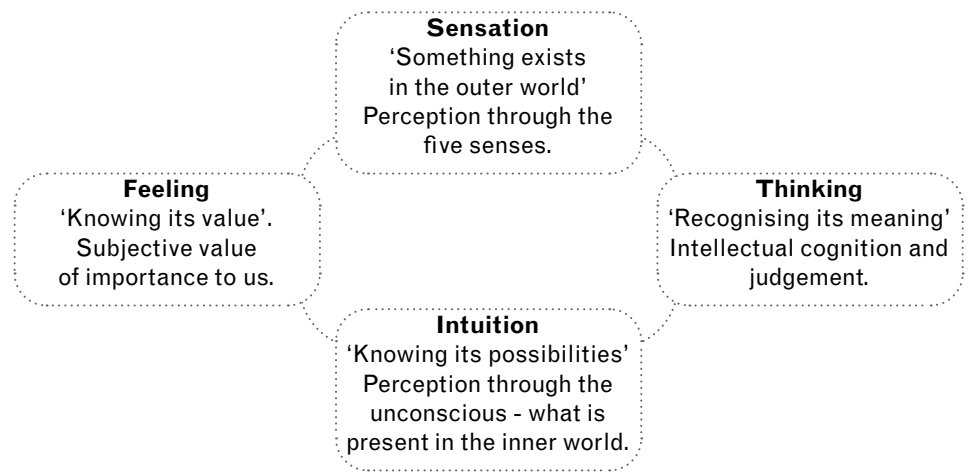 Sensation
‘Something exists
in the outer world’
Perception through the
five senses.
Feeling
‘Knowing its value’.
Subjective value
of importance to us.
Thinking
‘Recognising its meaning’
Intellectual cognition and
judgement.
Intuition
‘Knowing its possibilities’
Perception through the
unconscious - what is
present in the inner world.